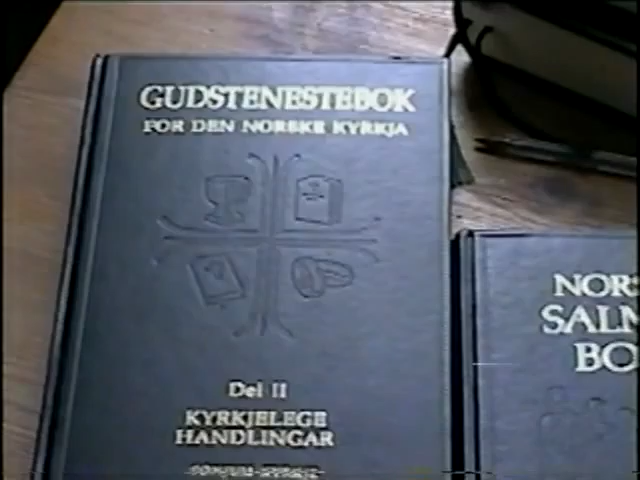 GUDSTENESTEBOK
FOR DEN NORSKE KYRKJA
Del II
KYRKJELEGE
HANDLINGAR
NOR
SALM
BO